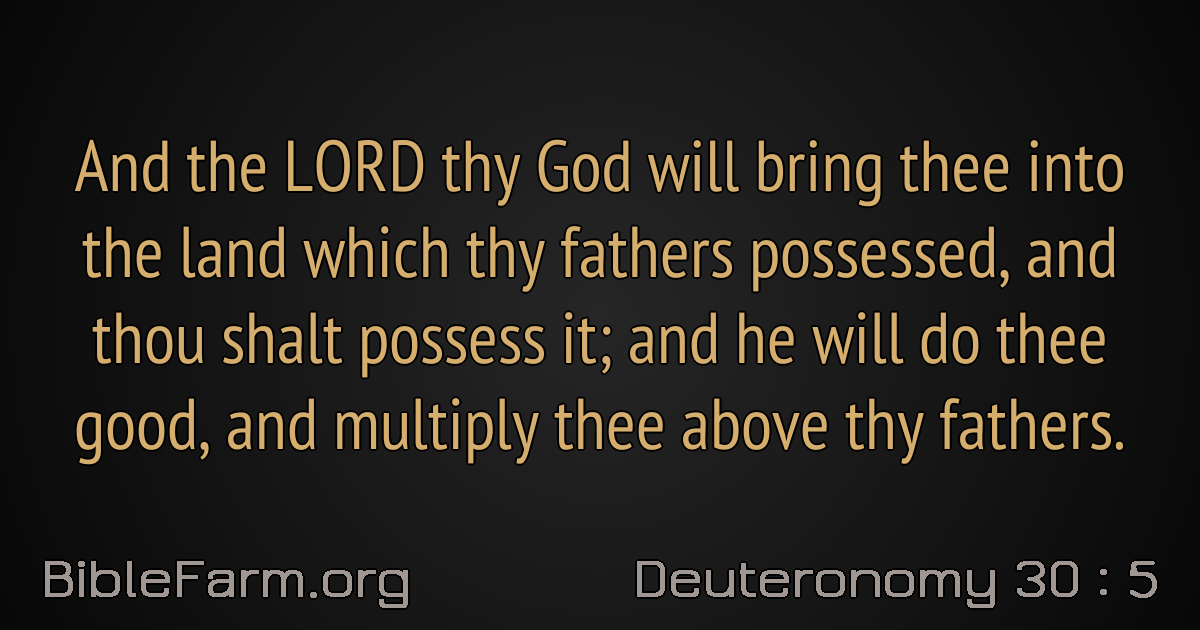 And the LORD thy God will bring thee into
the land which thy fathers possessed, and
thou shalt possess it; and he will do thee
good, and multiply thee above thy fathers.
BibleFarm.org
Deuteronomy 30 : 5